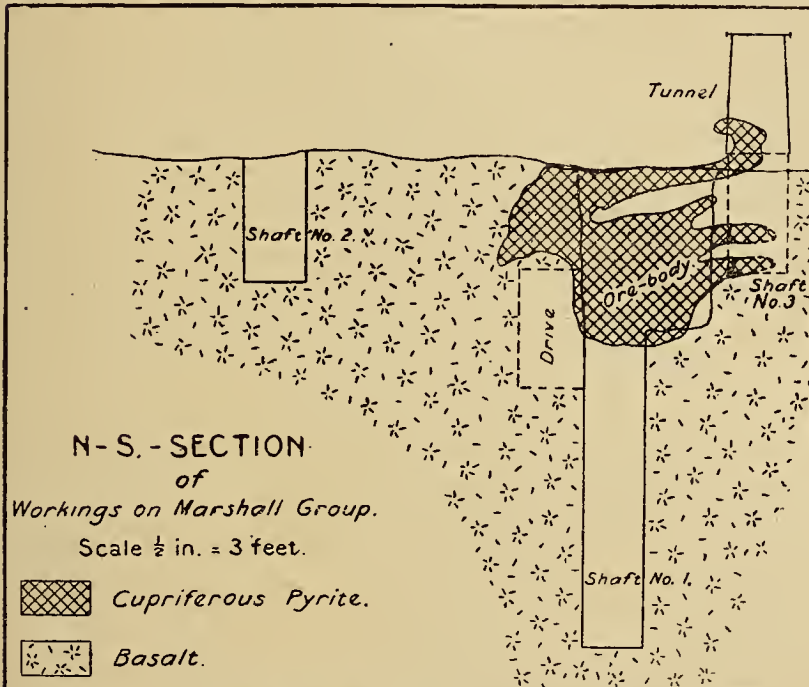 Tunnel
Shaft No. 2.
Ore-body.
Shaft
No. 3
Drive
N-S.-SECTION
of
Workings on Marshall Group.
Scale ½ in. = 3 feet.
Shaft No. 1.
Cupriferous Pyrite.
Basalt.